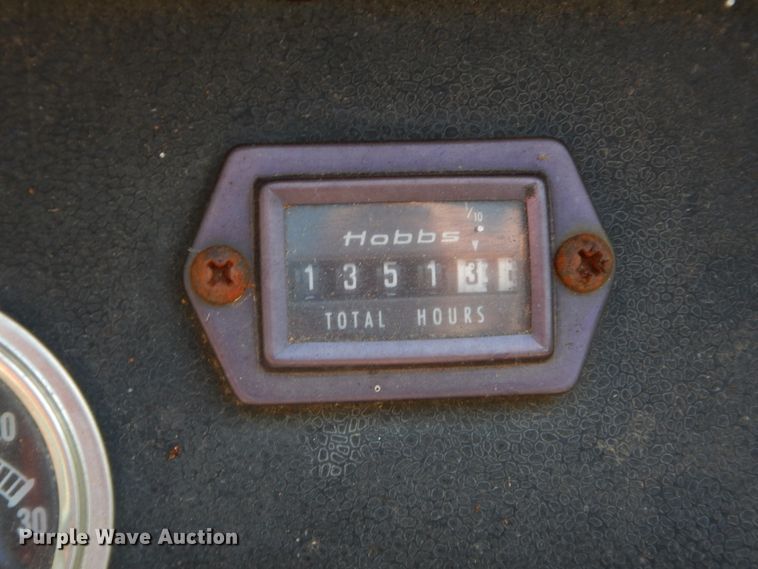 1/10
Hobbs
1 3 5 1 3
TOTAL HOURS
30
Purple Wave Auction